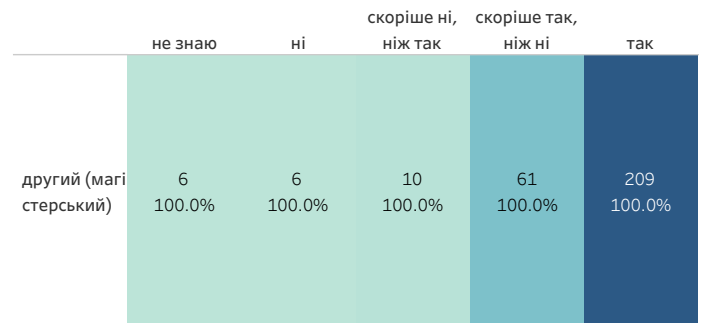 скоріше ні, скоріше так,
не знаю ні ніж так ніж ні так
другий (магі 6 6 10 61 209
стерський) 100.0% 100.0% 100.0% 100.0% 100.0%